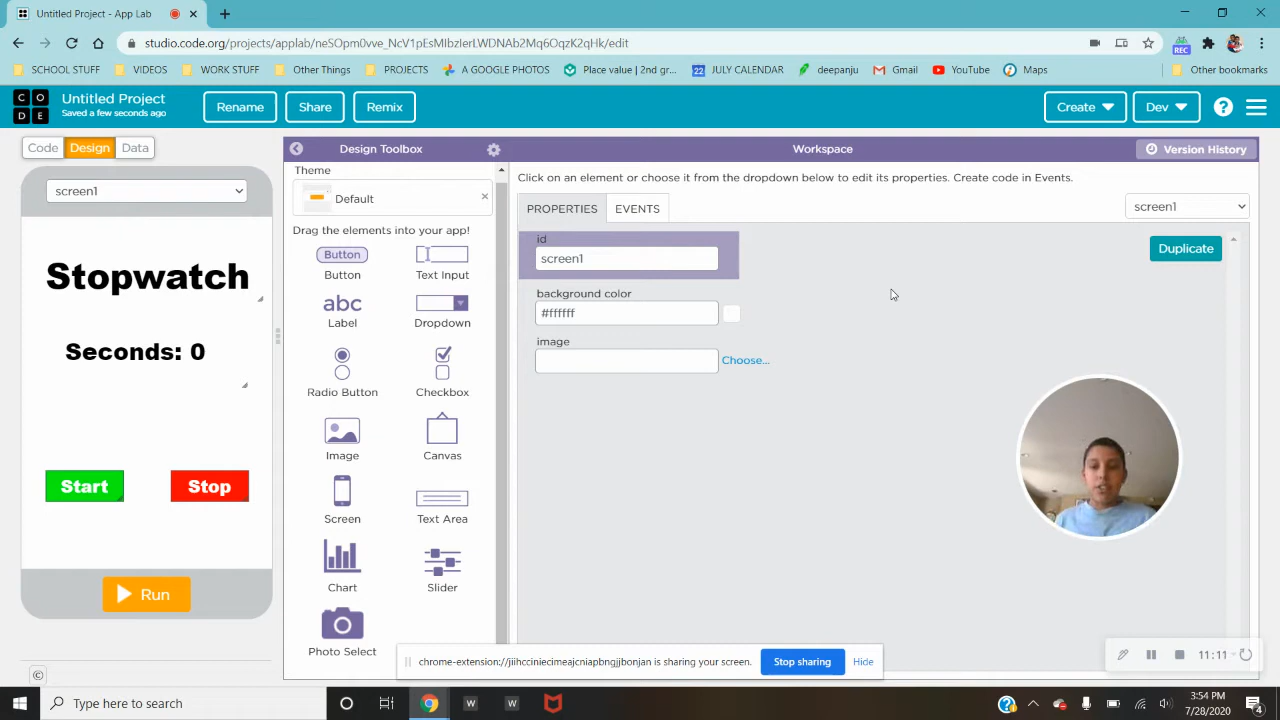 Untitled Project - App Lab
studio.code.org/projects/applab/neSOpm0vve_NcV1pEsMIbzIerLWDNAb2Mq6OqzK2qHk/edit
REC
SCHOOL STUFF
VIDEOS
WORK STUFF
Other Things
PROJECTS
A GOOGLE PHOTOS
Place value | 2nd gr...
22
JULY CALENDAR
deepanju
Gmail
YouTube
Maps
Other bookmarks
C O
D E
Untitled Project
Saved a few seconds ago
Rename
Share
Remix
Create
Dev
?
Code
Design
Data
Design Toolbox
Workspace
Version History
screen1
Stopwatch
Seconds: 0
Start
Stop
Run
©
Theme
Default
×
Drag the elements into your app!
Button
Button
Text Input
abc
Label
Dropdown
Radio Button
Checkbox
Image
Canvas
Screen
Text Area
Chart
Slider
Photo Select
Click on an element or choose it from the dropdown below to edit its properties. Create code in Events.
PROPERTIES
EVENTS
screen1
Duplicate
id
screen1
background color
#ffffff
image
Choose...
chrome-extension://jiihcciniecimeajcniapbngjjbonjan is sharing your screen.
Stop sharing
Hide
11:11
Type here to search
W
W
?
3:54 PM
7/28/2020
4